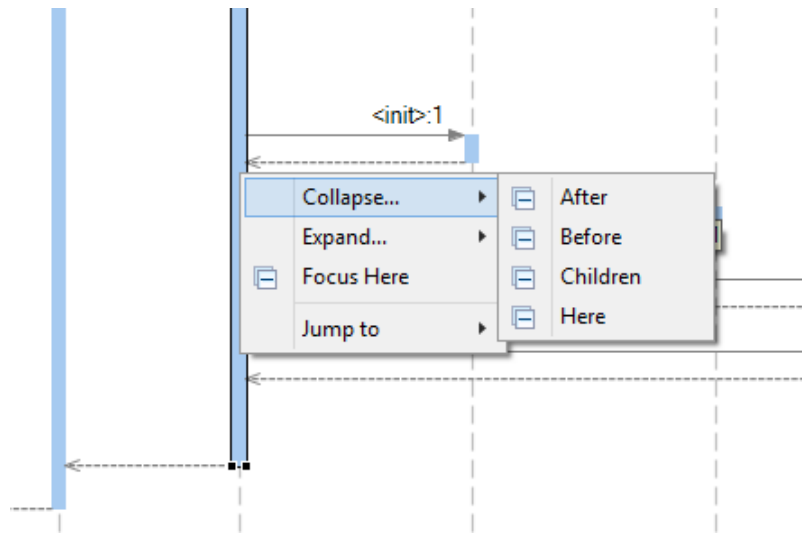 <init>:1
Collapse...
Expand...
Focus Here
Jump to
After
Before
Children
Here